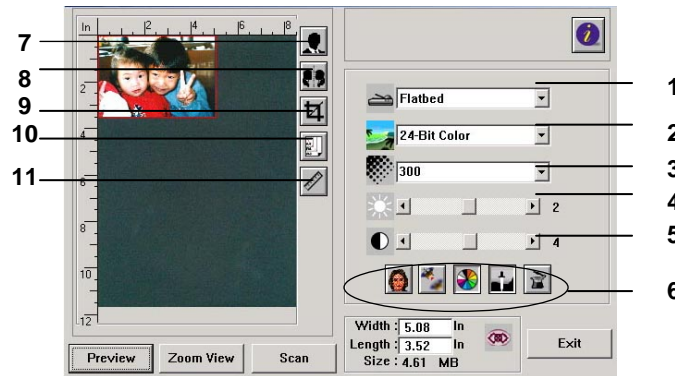 In 2 4 6 8
2
4
6
8
10
12
7
8
9
10
11
Preview
Zoom View
Scan
i
Flatbed
24-Bit Color
300
2
4
1
2
3
4
5
6
Width : 5.08 In
Length : 3.52 In
Size : 4.61 MB
Exit